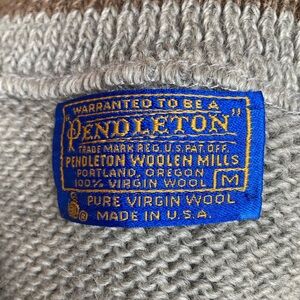 WARRANTED TO BE A
"PENDLETON"
TRADE MARK REG. U.S. PAT. OFF.
PENDLETON WOOLEN MILLS
PORTLAND, OREGON
100% VIRGIN WOOL M
PURE VIRGIN WOOL
MADE IN U.S.A.